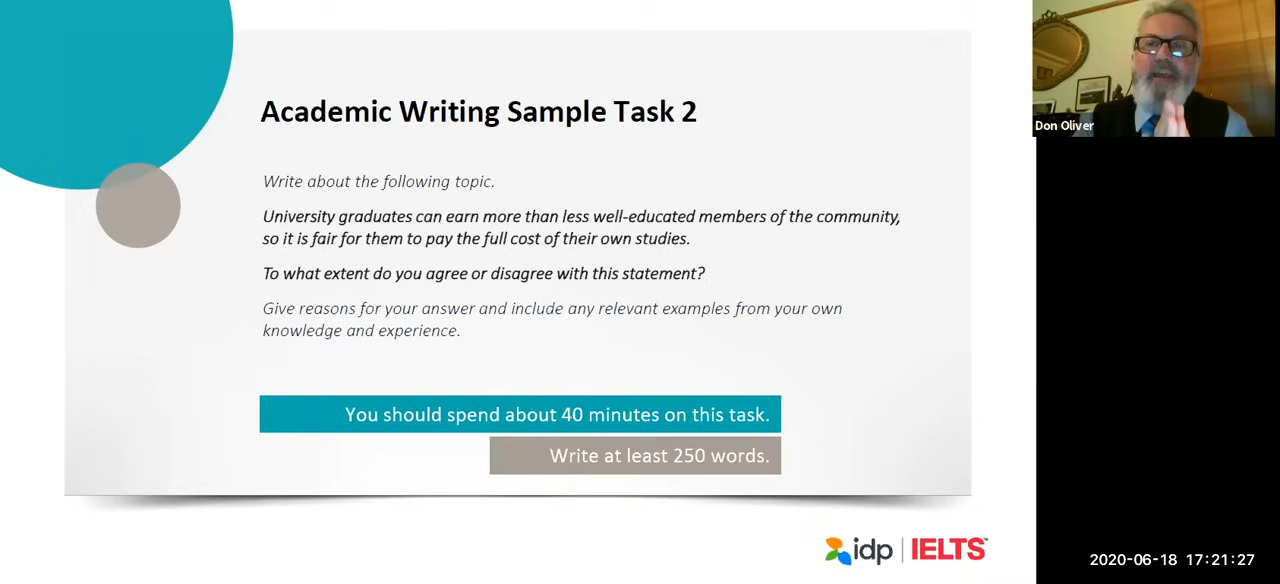 Academic Writing Sample Task 2
Write about the following topic.
University graduates can earn more than less well-educated members of the community,
so it is fair for them to pay the full cost of their own studies.
To what extent do you agree or disagree with this statement?
Give reasons for your answer and include any relevant examples from your own
knowledge and experience.
You should spend about 40 minutes on this task.
Write at least 250 words.
idp | IELTS™
Don Oliver
2020-06-18 17:21:27